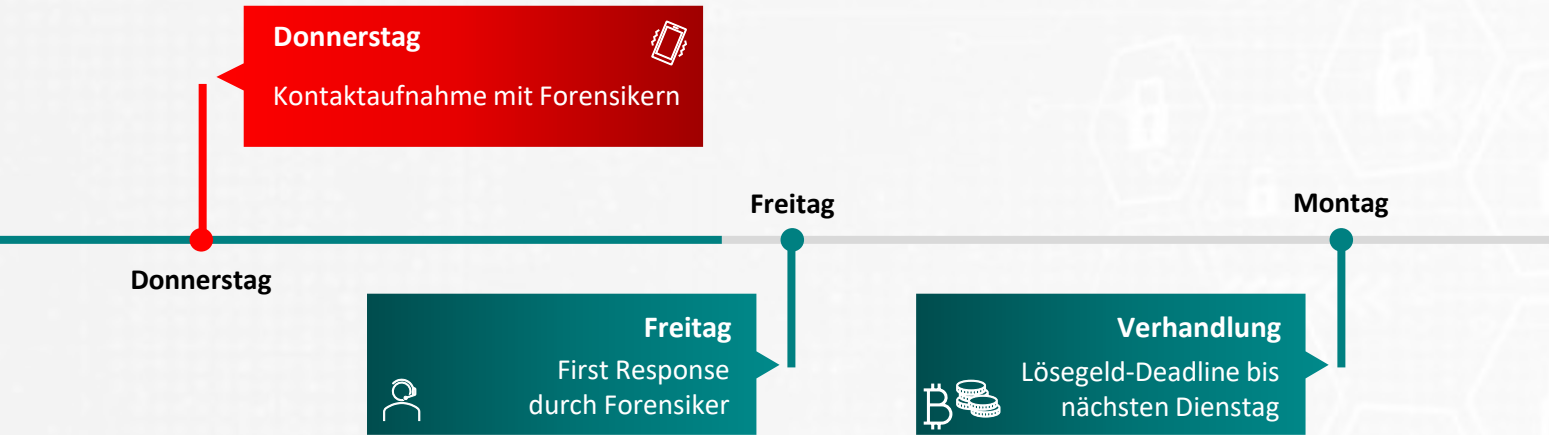 Donnerstag
Kontaktaufnahme mit Forensikern
Freitag
Montag
Donnerstag
Freitag
First Response
durch Forensiker
Verhandlung
Lösegeld-Deadline bis
nächsten Dienstag